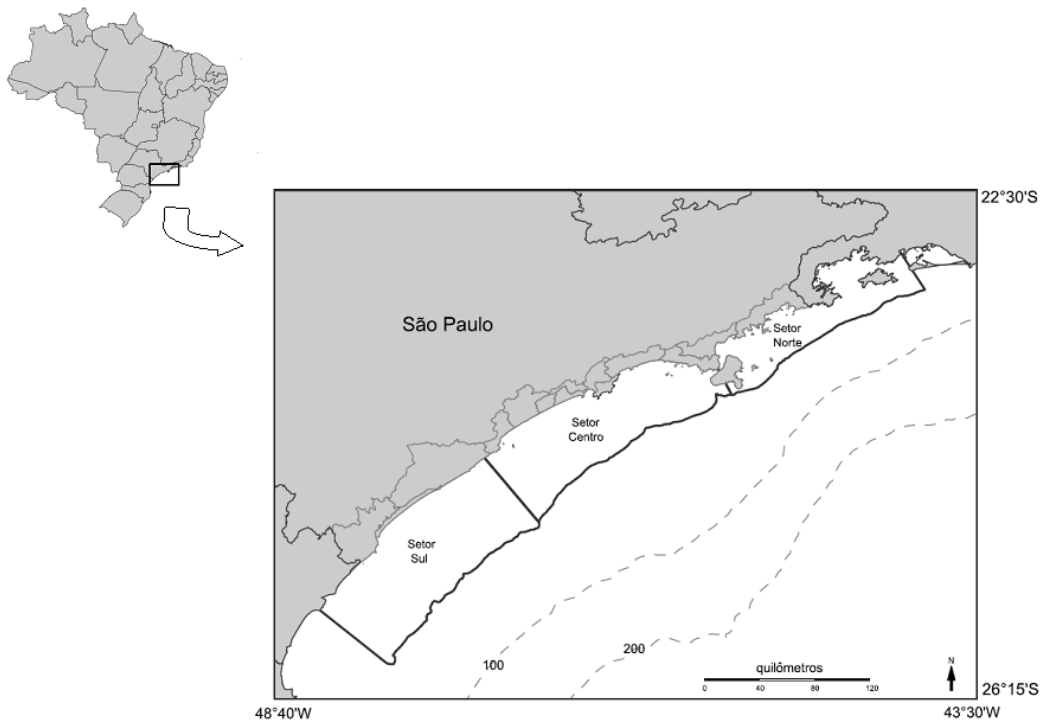 22°30'S
São Paulo
Setor
Norte
Setor
Centro
Setor
Sul
200
100
quilômetros
0 40 80 120
N
26°15'S
48°40'W
43°30'W